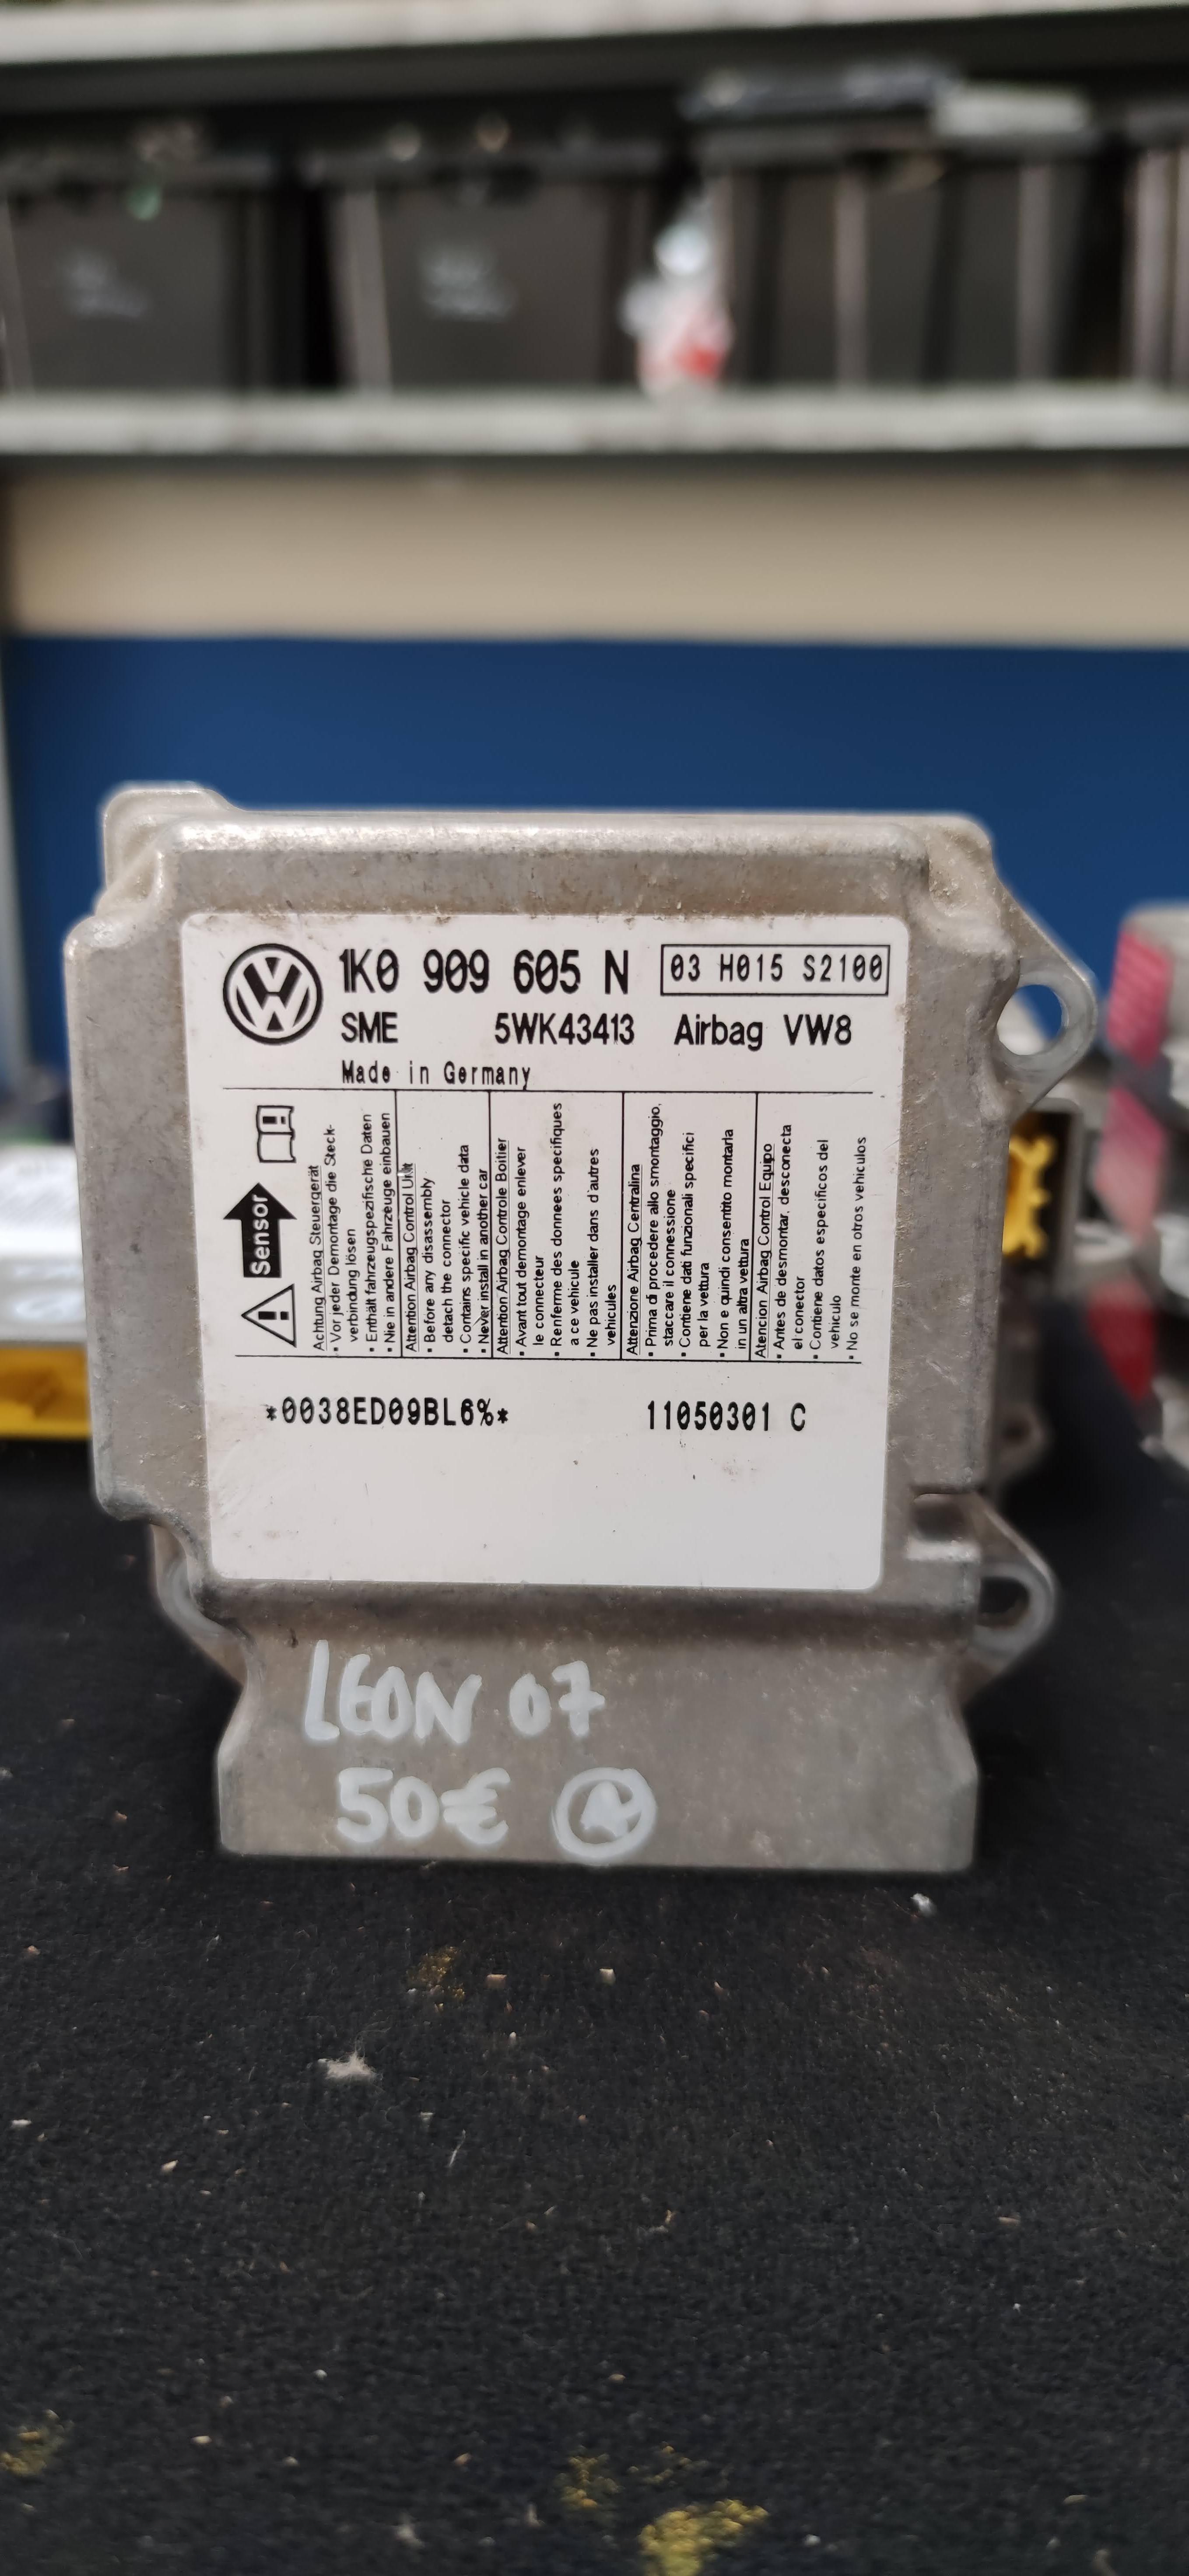 1K0 909 605 N 03 H015 S2100
SME 5WK43413 Airbag VW8
Made in Germany
Sensor
Achtung Airbag Steuergerät
• Vor jeder Demontage die Steck-
verbindung lösen
• Enthält fahrzeugspezifische Daten
• Nie in andere Fahrzeuge einbauen
Attention Airbag Control Unit
• Before any disassembly
detach the connector
• Contains specific vehicle data
• Never install in another car
Attention Airbag Controle Boitier
• Avant tout demontage enlever
le connecteur
• Renferme des donnees specifiques
a ce vehicule
• Ne pas installer dans d'autres
vehicules
Attenzione Airbag Centralina
• Prima di procedere allo smontaggio,
staccare il connessione
• Contiene dati funzionali specifici
per la vettura
• Non e quindi consentito montarla
in un altra vettura
Atencion Airbag Control Equipo
• Antes de desmontar, desconecta
el conector
• Contiene datos especificos del
vehiculo
• No se monte en otros vehiculos
*0038ED09BL6%* 11050301 C
LEON 07
50€ A